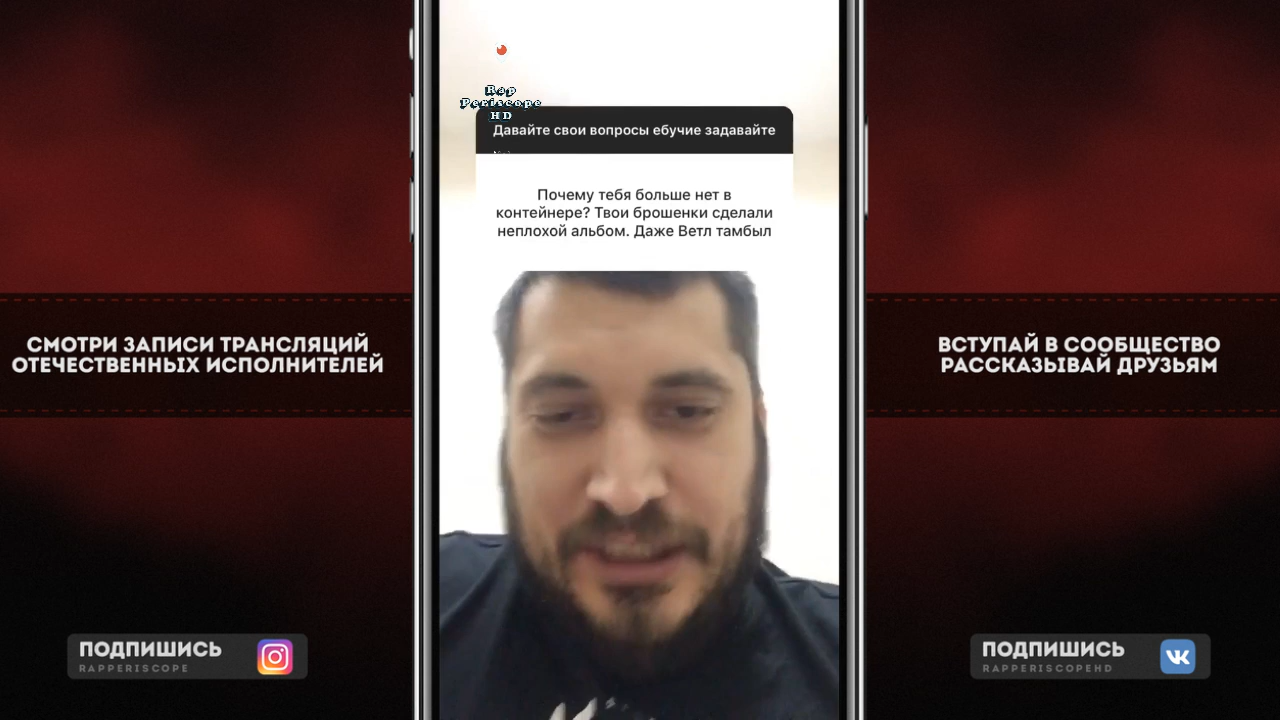 Rap
Periscope
HD
Давайте свои вопросы ебучие задавайте
Почему тебя больше нет в
контейнере? Твои брошенки сделали
неплохой альбом. Даже Ветл тамбыл
СМОТРИ ЗАПИСИ ТРАНСЛЯЦИЙ
ОТЕЧЕСТВЕННЫХ ИСПОЛНИТЕЛЕЙ
ВСТУПАЙ В СООБЩЕСТВО
РАССКАЗЫВАЙ ДРУЗЬЯМ
ПОДПИШИСЬ
RAPPERISCOPE
ПОДПИШИСЬ
RAPPERISCOPEHD